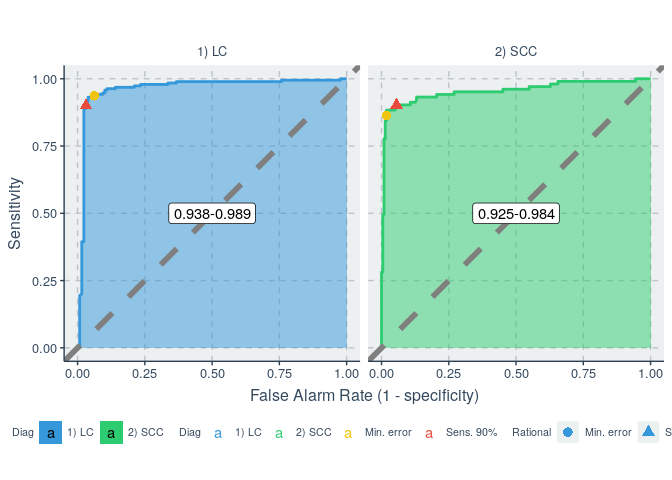 1) LC
2) SCC
Sensitivity
1.00
0.75
0.50
0.25
0.00
0.938-0.989
0.925-0.984
0.00 0.25 0.50 0.75 1.00
0.00 0.25 0.50 0.75 1.00
False Alarm Rate (1 - specificity)
Diag a 1) LC a 2) SCC Diag a 1) LC a 2) SCC a Min. error a Sens. 90% Rational Min. error S